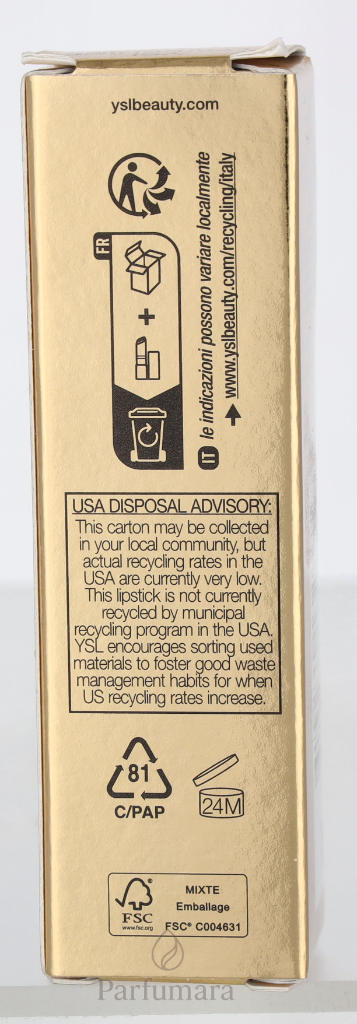 yslbeauty.com
FR
IT le indicazioni possono variare localmente
www.yslbeauty.com/recycling/italy
USA DISPOSAL ADVISORY:
This carton may be collected
in your local community, but
actual recycling rates in the
USA are currently very low.
This lipstick is not currently
recycled by municipal
recycling program in the USA.
YSL encourages sorting used
materials to foster good waste
management habits for when
US recycling rates increase.
81
C/PAP
24M
FSC
www.fsc.org
MIXTE
Emballage
FSC® C004631
Parfumara